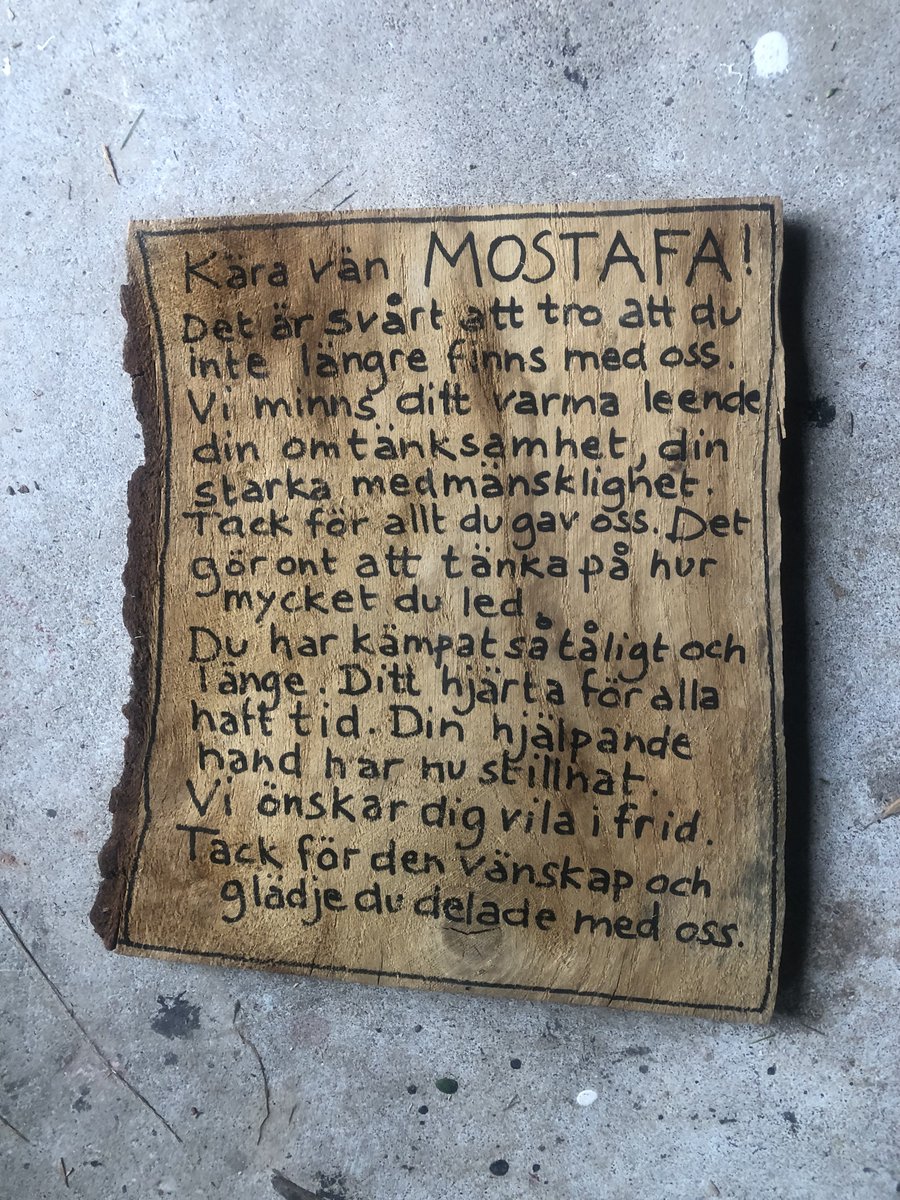 Kära vän MOSTAFA!
Det är svårt att tro att du
inte längre finns med oss.
Vi minns ditt varma leende
din omtänksamhet, din
starka medmänsklighet.
Tack för allt du gav oss. Det
gör ont att tänka på hur
mycket du led.
Du har kämpat så tåligt och
länge. Ditt hjärta för alla
haft tid. Din hjälpande
hand har nu stillnat.
Vi önskar dig vila i frid.
Tack för den vänskap och
glädje du delade med oss.